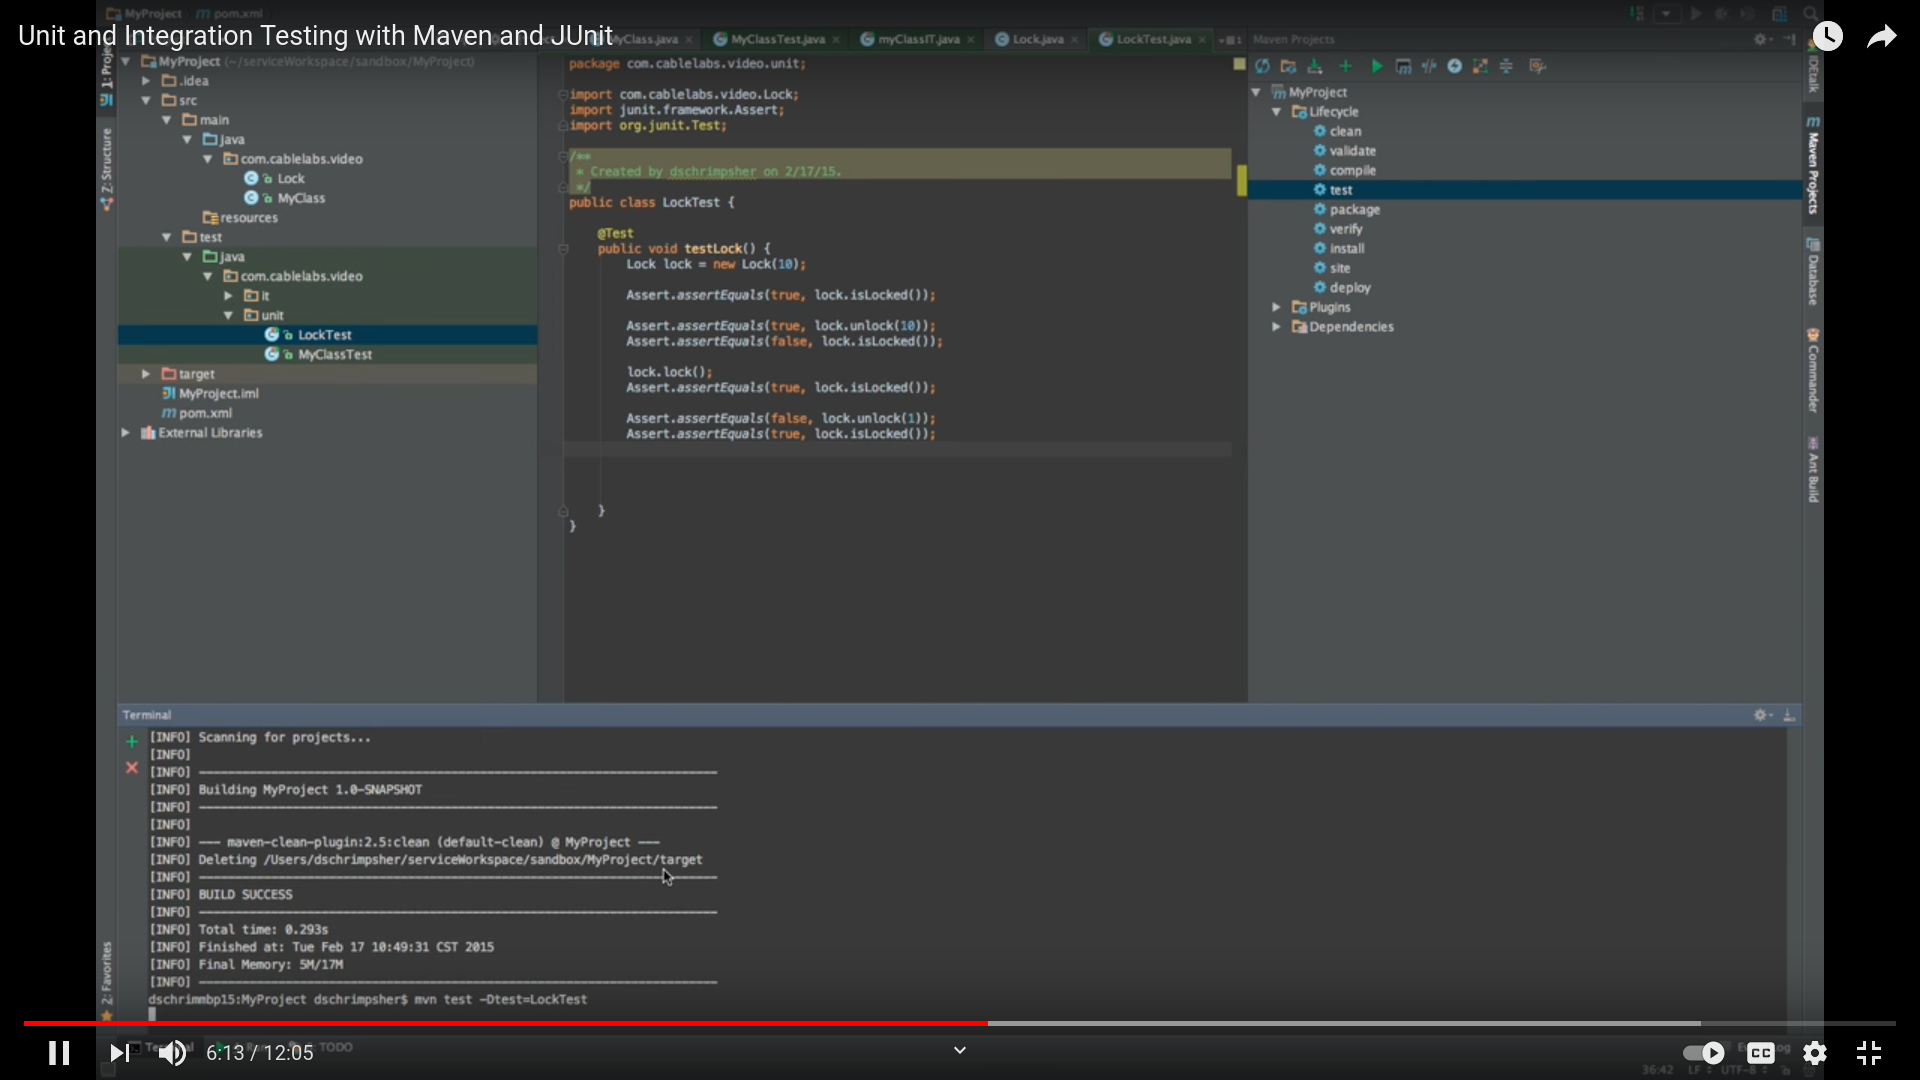 MyProject
pom.xml
Unit and Integration Testing with Maven and JUnit
MyClass.java
MyClassTest.java
myClassIT.java
Lock.java
LockTest.java
Maven Projects
1: Project
Z: Structure
2: Favorites
MyProject (~/serviceWorkspace/sandbox/MyProject)
.idea
src
main
java
com.cablelabs.video
Lock
MyClass
resources
test
java
com.cablelabs.video
it
unit
LockTest
MyClassTest
target
MyProject.iml
pom.xml
External Libraries
package com.cablelabs.video.unit;
import com.cablelabs.video.Lock;
import junit.framework.Assert;
import org.junit.Test;
/**
* Created by dschrimpsher on 2/17/15.
*/
public class LockTest {
@Test
public void testLock() {
Lock lock = new Lock(10);
Assert.assertEquals(true, lock.isLocked());
Assert.assertEquals(true, lock.unlock(10));
Assert.assertEquals(false, lock.isLocked());
lock.lock();
Assert.assertEquals(true, lock.isLocked());
Assert.assertEquals(false, lock.unlock(1));
Assert.assertEquals(true, lock.isLocked());
}
}
MyProject
Lifecycle
clean
validate
compile
test
package
verify
install
site
deploy
Plugins
Dependencies
IDEtalk
Maven Projects
Database
Commander
Ant Build
Terminal
[INFO] Scanning for projects...
[INFO]
[INFO] ------------------------------------------------------------------------
[INFO] Building MyProject 1.0-SNAPSHOT
[INFO] ------------------------------------------------------------------------
[INFO]
[INFO] --- maven-clean-plugin:2.5:clean (default-clean) @ MyProject ---
[INFO] Deleting /Users/dschrimpsher/serviceWorkspace/sandbox/MyProject/target
[INFO] ------------------------------------------------------------------------
[INFO] BUILD SUCCESS
[INFO] ------------------------------------------------------------------------
[INFO] Total time: 0.293s
[INFO] Finished at: Tue Feb 17 10:49:31 CST 2015
[INFO] Final Memory: 5M/17M
[INFO] ------------------------------------------------------------------------
dschrimmbp15:MyProject dschrimpsher$ mvn test -Dtest=LockTest
TODO
6:13 / 12:05
CC
36:42 LF UTF-8